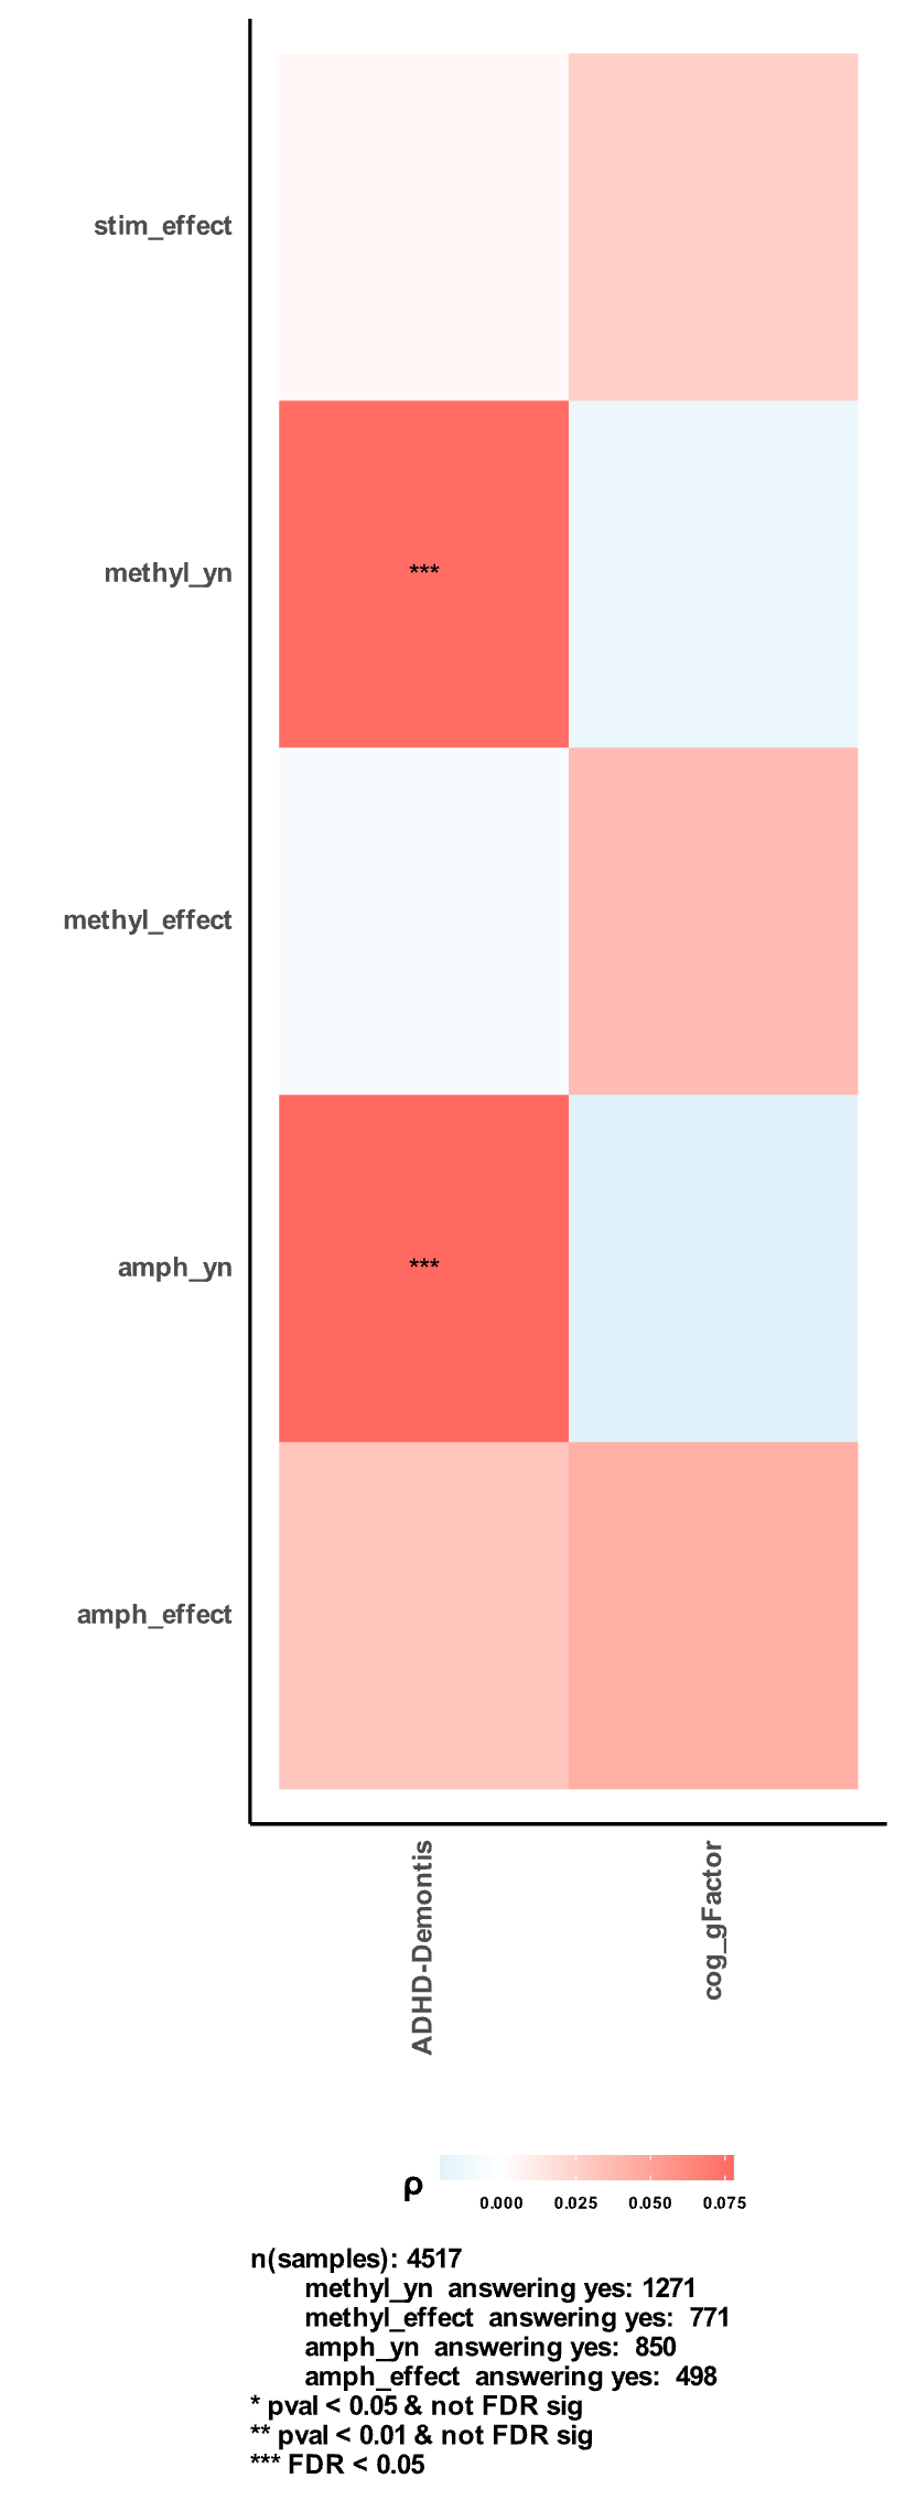 stim_effect
methyl_yn
***
methyl_effect
amph_yn
***
amph_effect
ADHD-Demontis
cog_gFactor
ρ
0.000 0.025 0.050 0.075
n(samples): 4517
methyl_yn answering yes: 1271
methyl_effect answering yes: 771
amph_yn answering yes: 850
amph_effect answering yes: 498
* pval < 0.05 & not FDR sig
** pval < 0.01 & not FDR sig
*** FDR < 0.05